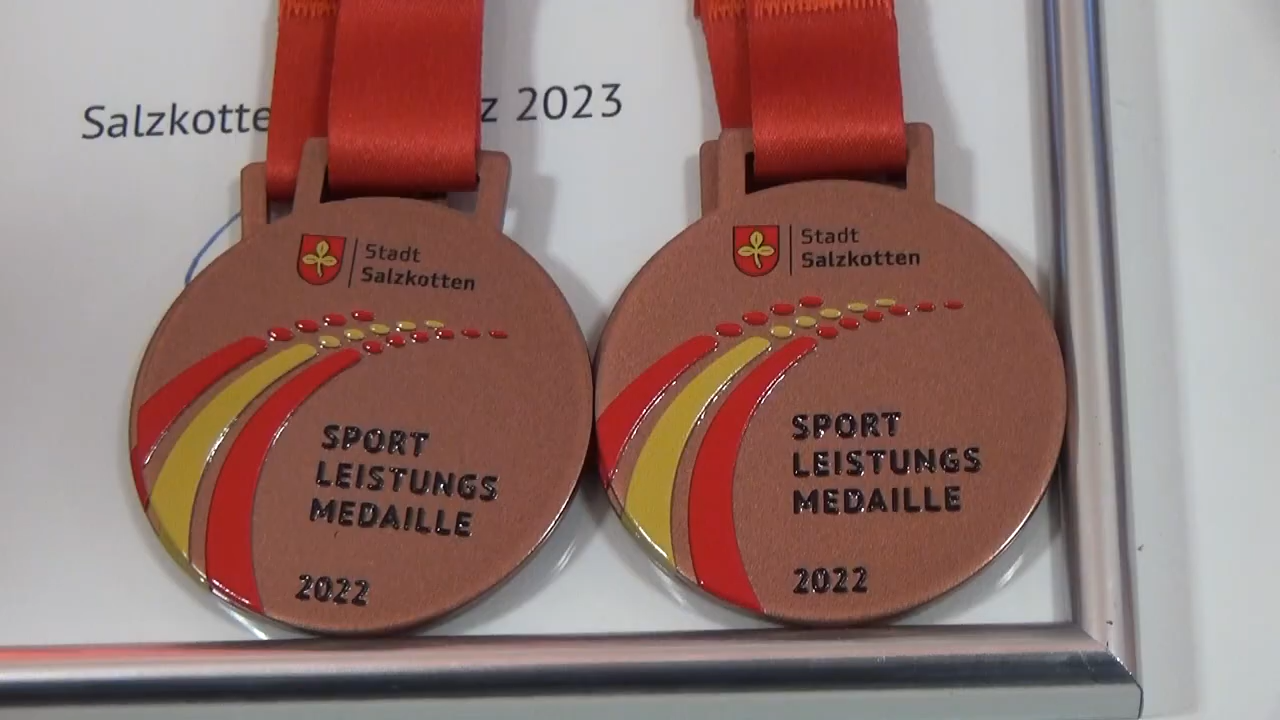 Salzkotte z 2023
Stadt
Salzkotten
SPORT
LEISTUNGS
MEDAILLE
2022
Stadt
Salzkotten
SPORT
LEISTUNGS
MEDAILLE
2022